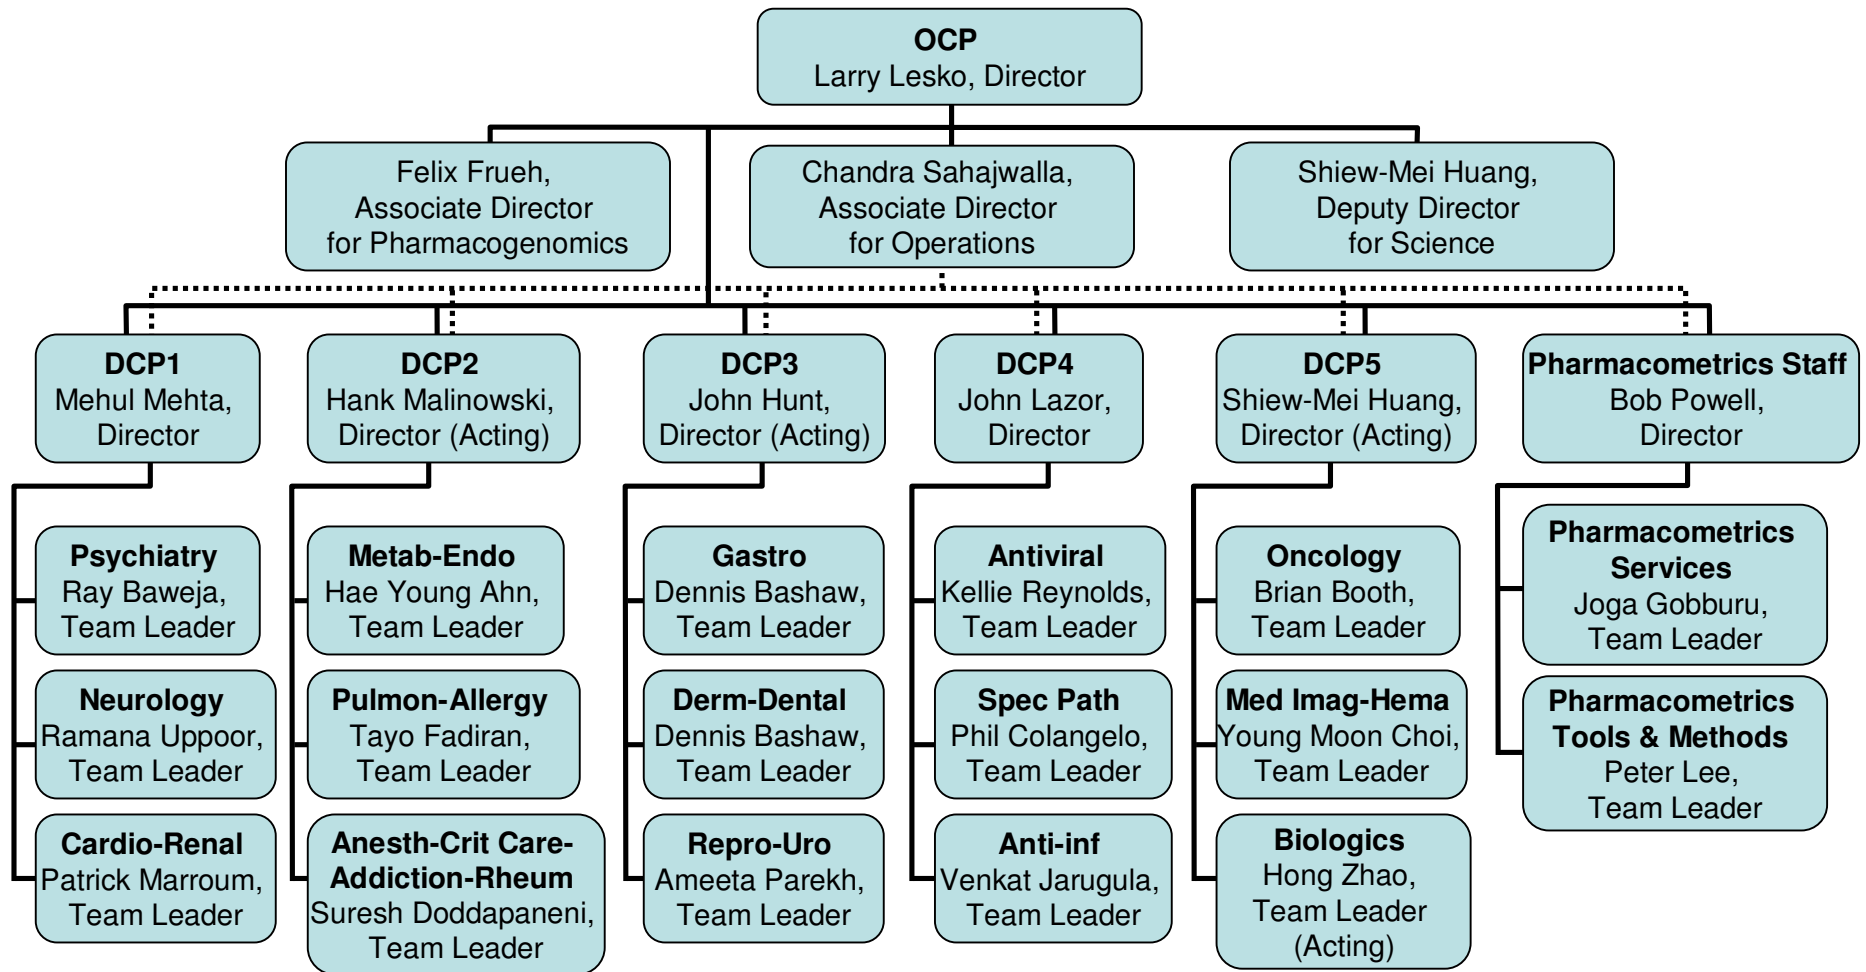 OCP
Larry Lesko, Director
Felix Frueh,
Associate Director
for Pharmacogenomics
Chandra Sahajwalla,
Associate Director
for Operations
Shiew-Mei Huang,
Deputy Director
for Science
DCP1
Mehul Mehta,
Director
DCP2
Hank Malinowski,
Director (Acting)
DCP3
John Hunt,
Director (Acting)
DCP4
John Lazor,
Director
DCP5
Shiew-Mei Huang,
Director (Acting)
Pharmacometrics Staff
Bob Powell,
Director
Psychiatry
Ray Baweja,
Team Leader
Neurology
Ramana Uppoor,
Team Leader
Cardio-Renal
Patrick Marroum,
Team Leader
Metab-Endo
Hae Young Ahn,
Team Leader
Pulmon-Allergy
Tayo Fadiran,
Team Leader
Anesth-Crit Care-
Addiction-Rheum
Suresh Doddapaneni,
Team Leader
Gastro
Dennis Bashaw,
Team Leader
Derm-Dental
Dennis Bashaw,
Team Leader
Repro-Uro
Ameeta Parekh,
Team Leader
Antiviral
Kellie Reynolds,
Team Leader
Spec Path
Phil Colangelo,
Team Leader
Anti-inf
Venkat Jarugula,
Team Leader
Oncology
Brian Booth,
Team Leader
Med Imag-Hema
Young Moon Choi,
Team Leader
Biologics
Hong Zhao,
Team Leader
(Acting)
Pharmacometrics
Services
Joga Gobburu,
Team Leader
Pharmacometrics
Tools & Methods
Peter Lee,
Team Leader